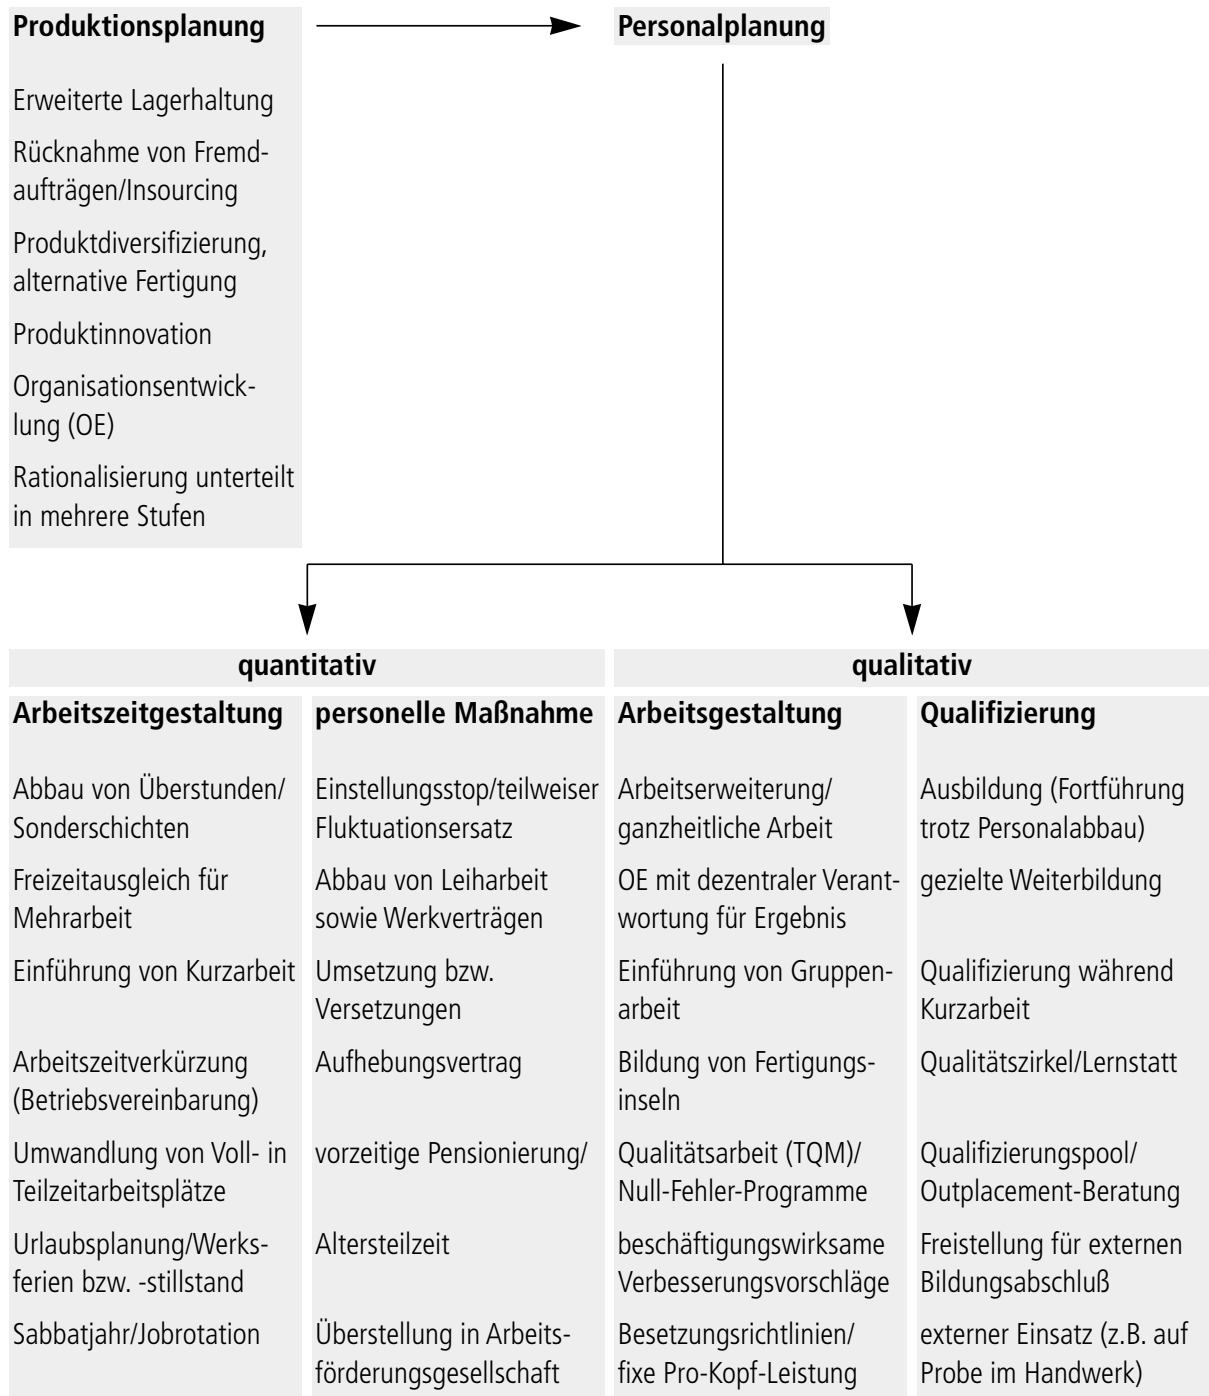 Produktionsplanung
Personalplanung
Erweiterte Lagerhaltung
Rücknahme von Fremd-
aufträgen/Insourcing
Produktdiversifizierung,
alternative Fertigung
Produktinnovation
Organisationsentwick-
lung (OE)
Rationalisierung unterteilt
in mehrere Stufen
quantitativ
qualitativ
Arbeitszeitgestaltung
Abbau von Überstunden/
Sonderschichten
Freizeitausgleich für
Mehrarbeit
Einführung von Kurzarbeit
Arbeitszeitverkürzung
(Betriebsvereinbarung)
Umwandlung von Voll- in
Teilzeitarbeitsplätze
Urlaubsplanung/Werks-
ferien bzw. -stillstand
Sabbatjahr/Jobrotation
personelle Maßnahme
Einstellungsstop/teilweiser
Fluktuationsersatz
Abbau von Leiharbeit
sowie Werkverträgen
Umsetzung bzw.
Versetzungen
Aufhebungsvertrag
vorzeitige Pensionierung/
Altersteilzeit
Überstellung in Arbeits-
förderungsgesellschaft
Arbeitsgestaltung
Arbeitserweiterung/
ganzheitliche Arbeit
OE mit dezentraler Verant-
wortung für Ergebnis
Einführung von Gruppen-
arbeit
Bildung von Fertigungs-
inseln
Qualitätsarbeit (TQM)/
Null-Fehler-Programme
beschäftigungswirksame
Verbesserungsvorschläge
Besetzungsrichtlinien/
fixe Pro-Kopf-Leistung
Qualifizierung
Ausbildung (Fortführung
trotz Personalabbau)
gezielte Weiterbildung
Qualifizierung während
Kurzarbeit
Qualitätszirkel/Lernstatt
Qualifizierungspool/
Outplacement-Beratung
Freistellung für externen
Bildungsabschluß
externer Einsatz (z.B. auf
Probe im Handwerk)